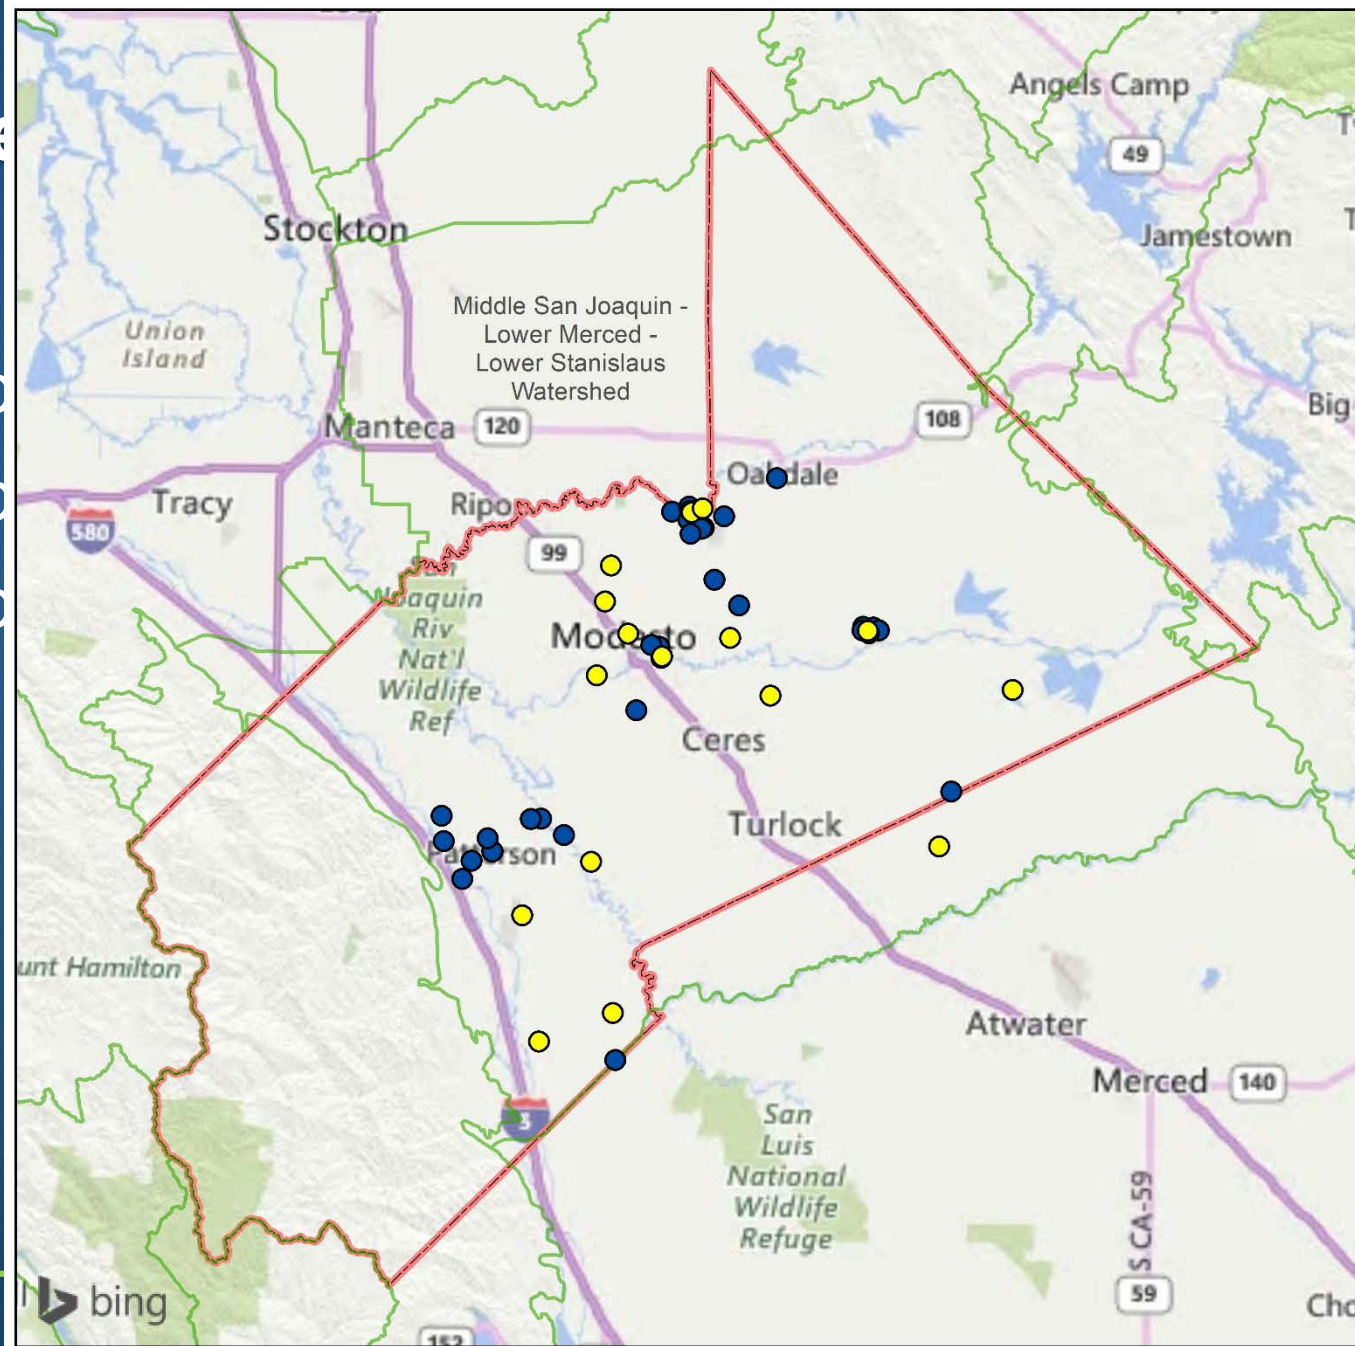 Angels Camp
49
Stockton
Jamestown
Middle San Joaquin -
Lower Merced -
Lower Stanislaus
Watershed
Union
Island
Big
Manteca
120
108
Oakdale
Tracy
Ripo
580
99
San
Joaquin
Riv
Nat'l
Wildlife
Ref
Modesto
Ceres
Turlock
Patterson
unt Hamilton
Atwater
Merced
140
5
San
Luis
National
Wildlife
Refuge
S CA-59
59
bing
Cho
152